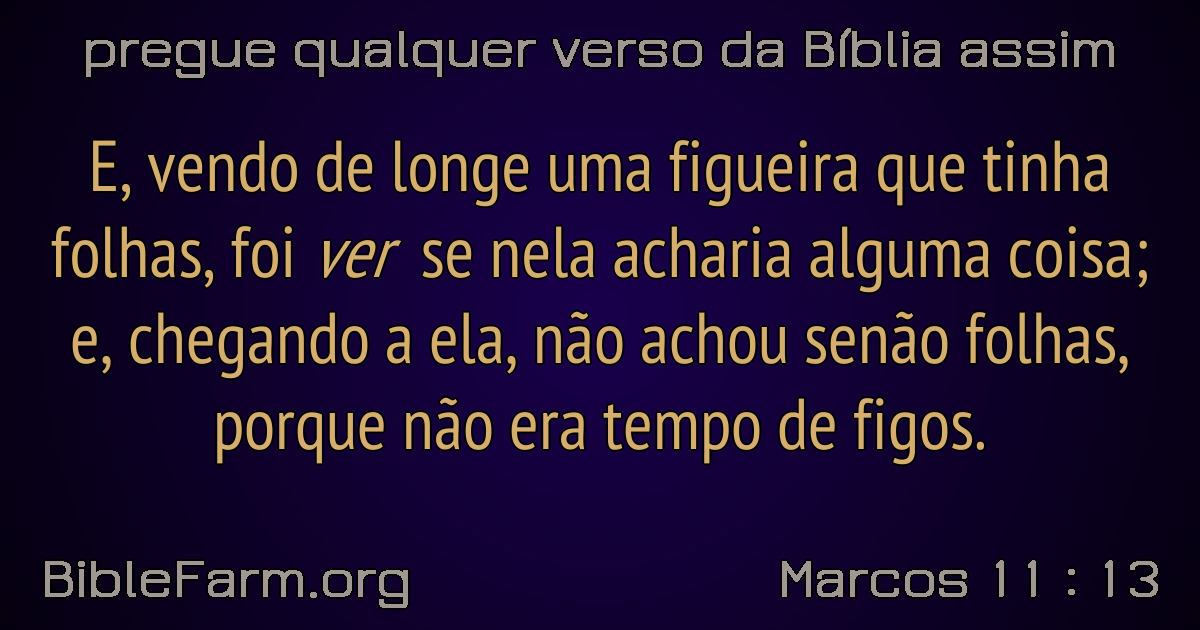 pregue qualquer verso da Bíblia assim
E, vendo de longe uma figueira que tinha
folhas, foi ver se nela acharia alguma coisa;
e, chegando a ela, não achou senão folhas,
porque não era tempo de figos.
BibleFarm.org
Marcos 11 : 13